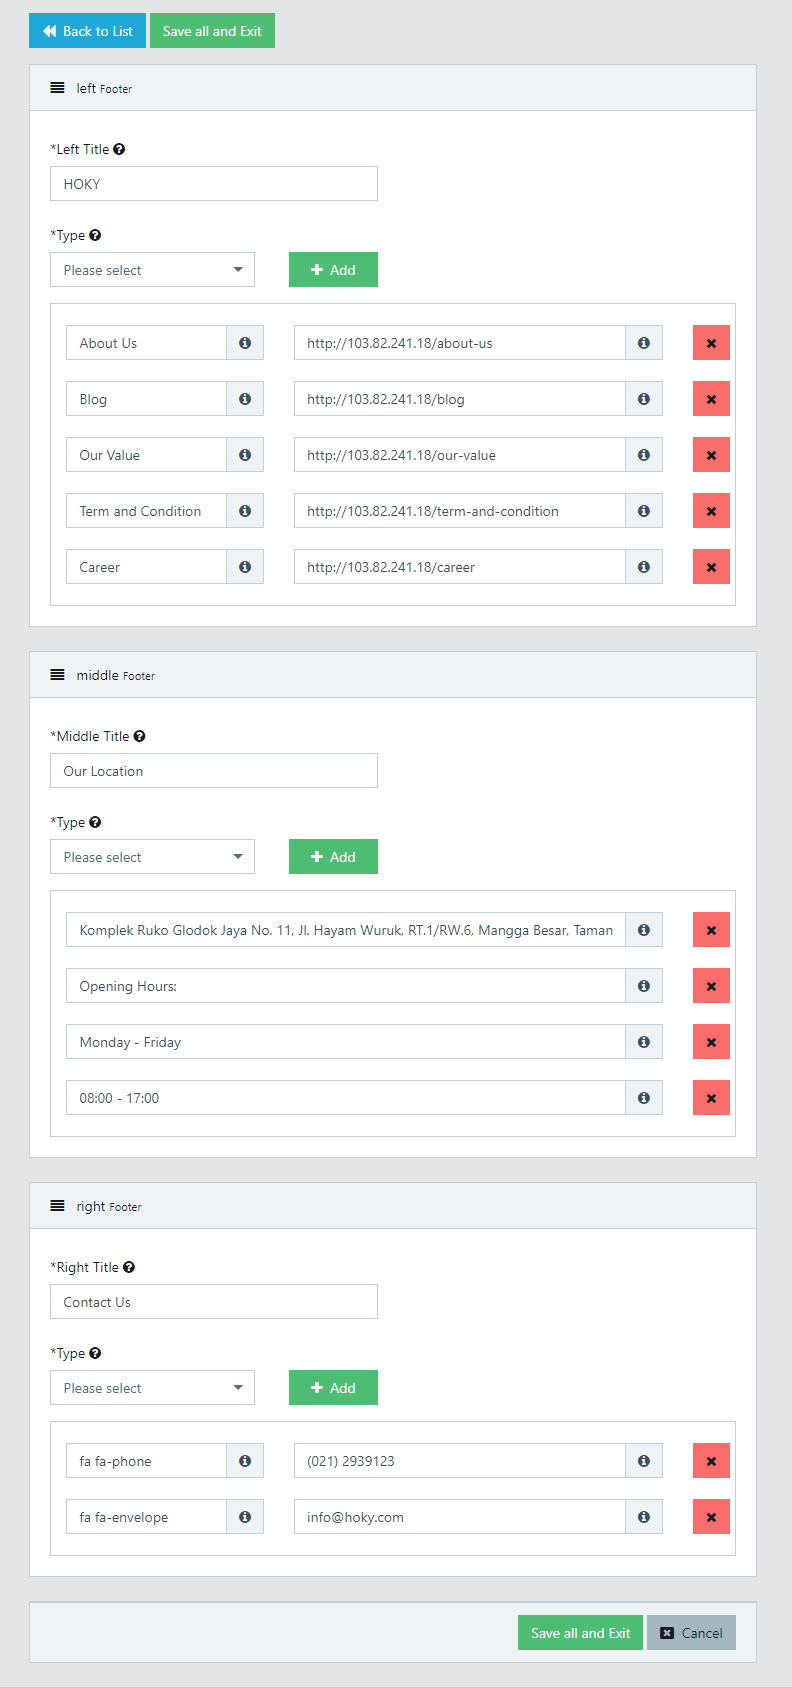 Back to List Save all and Exit
left Footer
*Left Title
HOKY
*Type
Please select Add
About Us http://103.82.241.18/about-us
Blog http://103.82.241.18/blog
Our Value http://103.82.241.18/our-value
Term and Condition http://103.82.241.18/term-and-condition
Career http://103.82.241.18/career
middle Footer
*Middle Title
Our Location
*Type
Please select Add
Komplek Ruko Glodok Jaya No. 11, Jl. Hayam Wuruk, RT.1/RW.6, Mangga Besar, Taman
Opening Hours:
Monday - Friday
08:00 - 17:00
right Footer
*Right Title
Contact Us
*Type
Please select Add
fa fa-phone (021) 2939123
fa fa-envelope info@hoky.com
Save all and Exit Cancel